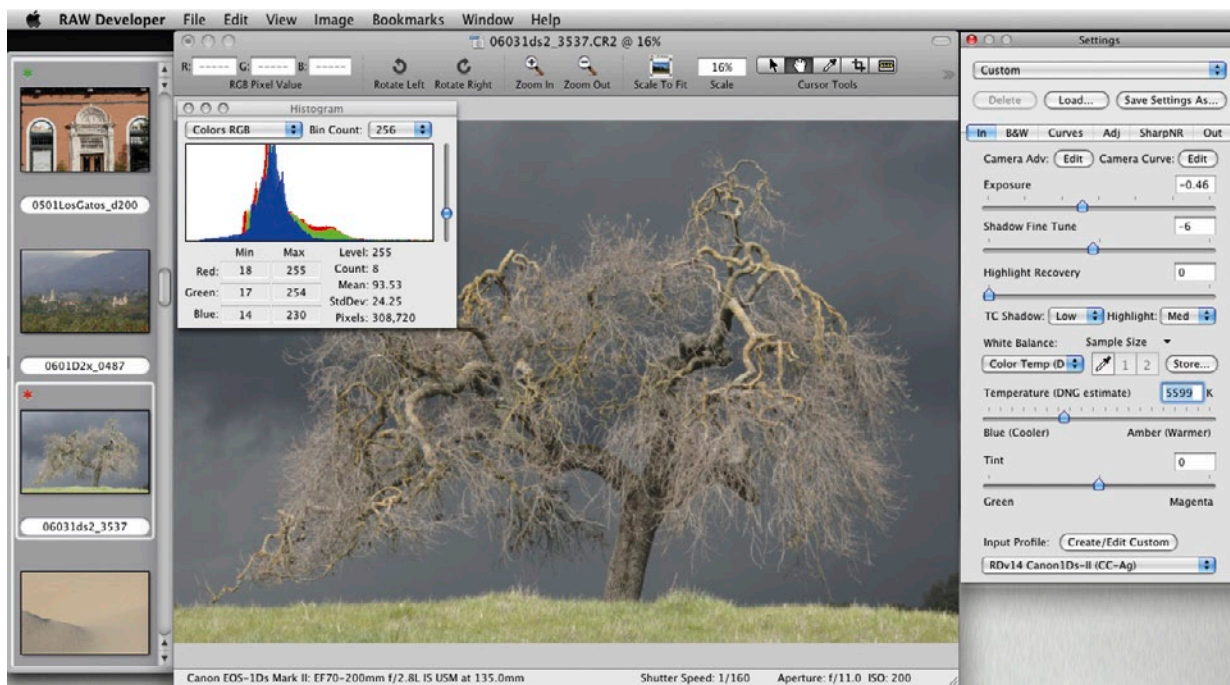 RAW Developer File Edit View Image Bookmarks Window Help
06031ds2_3537.CR2 @ 16%
R: ----- G: ----- B: -----
RGB Pixel Value
Rotate Left Rotate Right Zoom In Zoom Out Scale To Fit
16%
Scale
Cursor Tools
0501LosGatos_d200
0601D2x_0487
06031ds2_3537
Histogram
Colors RGB Bin Count: 256
Min Max
Red: 18 255
Green: 17 254
Blue: 14 230
Level: 255
Count: 8
Mean: 93.53
StdDev: 24.25
Pixels: 308,720
Canon EOS-1Ds Mark II: EF70-200mm f/2.8L IS USM at 135.0mm Shutter Speed: 1/160 Aperture: f/11.0 ISO: 200
Settings
Custom
Delete Load... Save Settings As...
In B&W Curves Adj SharpNR Out
Camera Adv: Edit Camera Curve: Edit
Exposure -0.46
Shadow Fine Tune -6
Highlight Recovery 0
TC Shadow: Low Highlight: Med
White Balance: Sample Size
Color Temp (D 1 2 Store...
Temperature (DNG estimate) 5599 K
Blue (Cooler) Amber (Warmer)
Tint 0
Green Magenta
Input Profile: Create/Edit Custom
RDv14 Canon1Ds-II (CC-Ag)